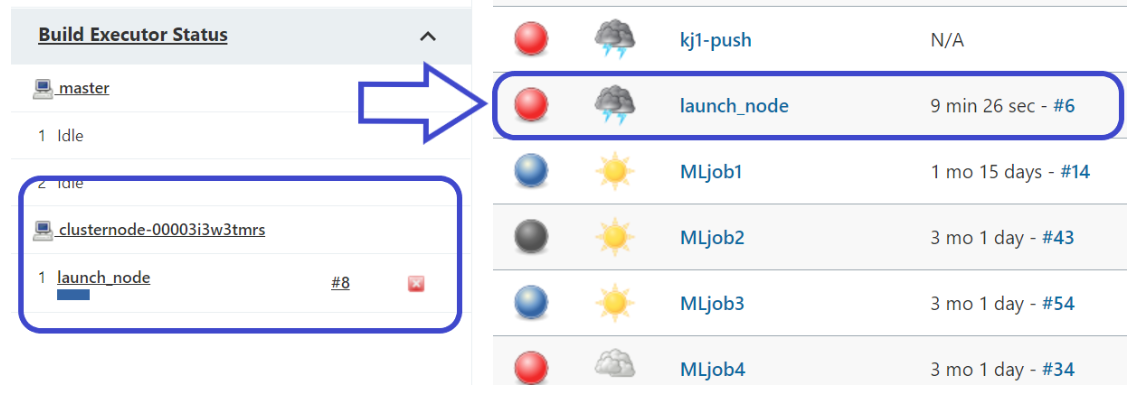 Build Executor Status
master
1 Idle
2 Idle
clusternode-00003i3w3tmrs
1 launch_node #8
kj1-push N/A
launch_node 9 min 26 sec - #6
MLjob1 1 mo 15 days - #14
MLjob2 3 mo 1 day - #43
MLjob3 3 mo 1 day - #54
MLjob4 3 mo 1 day - #34